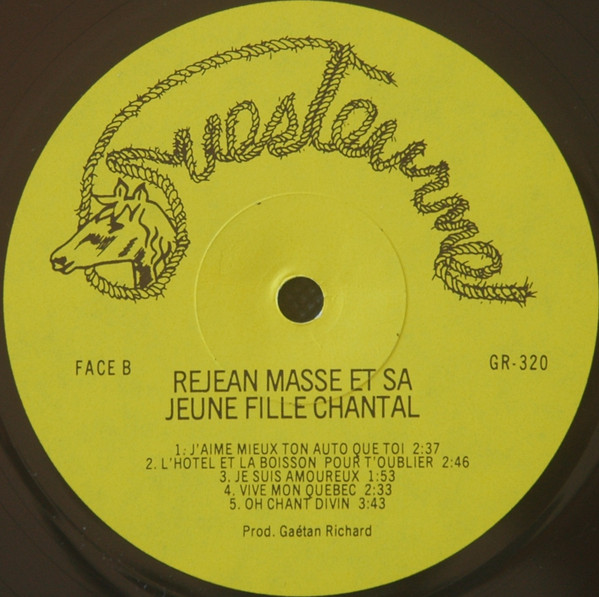 Ouesteurne
FACE B
GR-320
REJEAN MASSE ET SA
JEUNE FILLE CHANTAL
1: J'AIME MIEUX TON AUTO QUE TOI 2:37
2. L'HOTEL ET LA BOISSON POUR T'OUBLIER 2:46
3. JE SUIS AMOUREUX 1:53
4. VIVE MON QUEBEC 2:33
5. OH CHANT DIVIN 3:43
Prod. Gaétan Richard